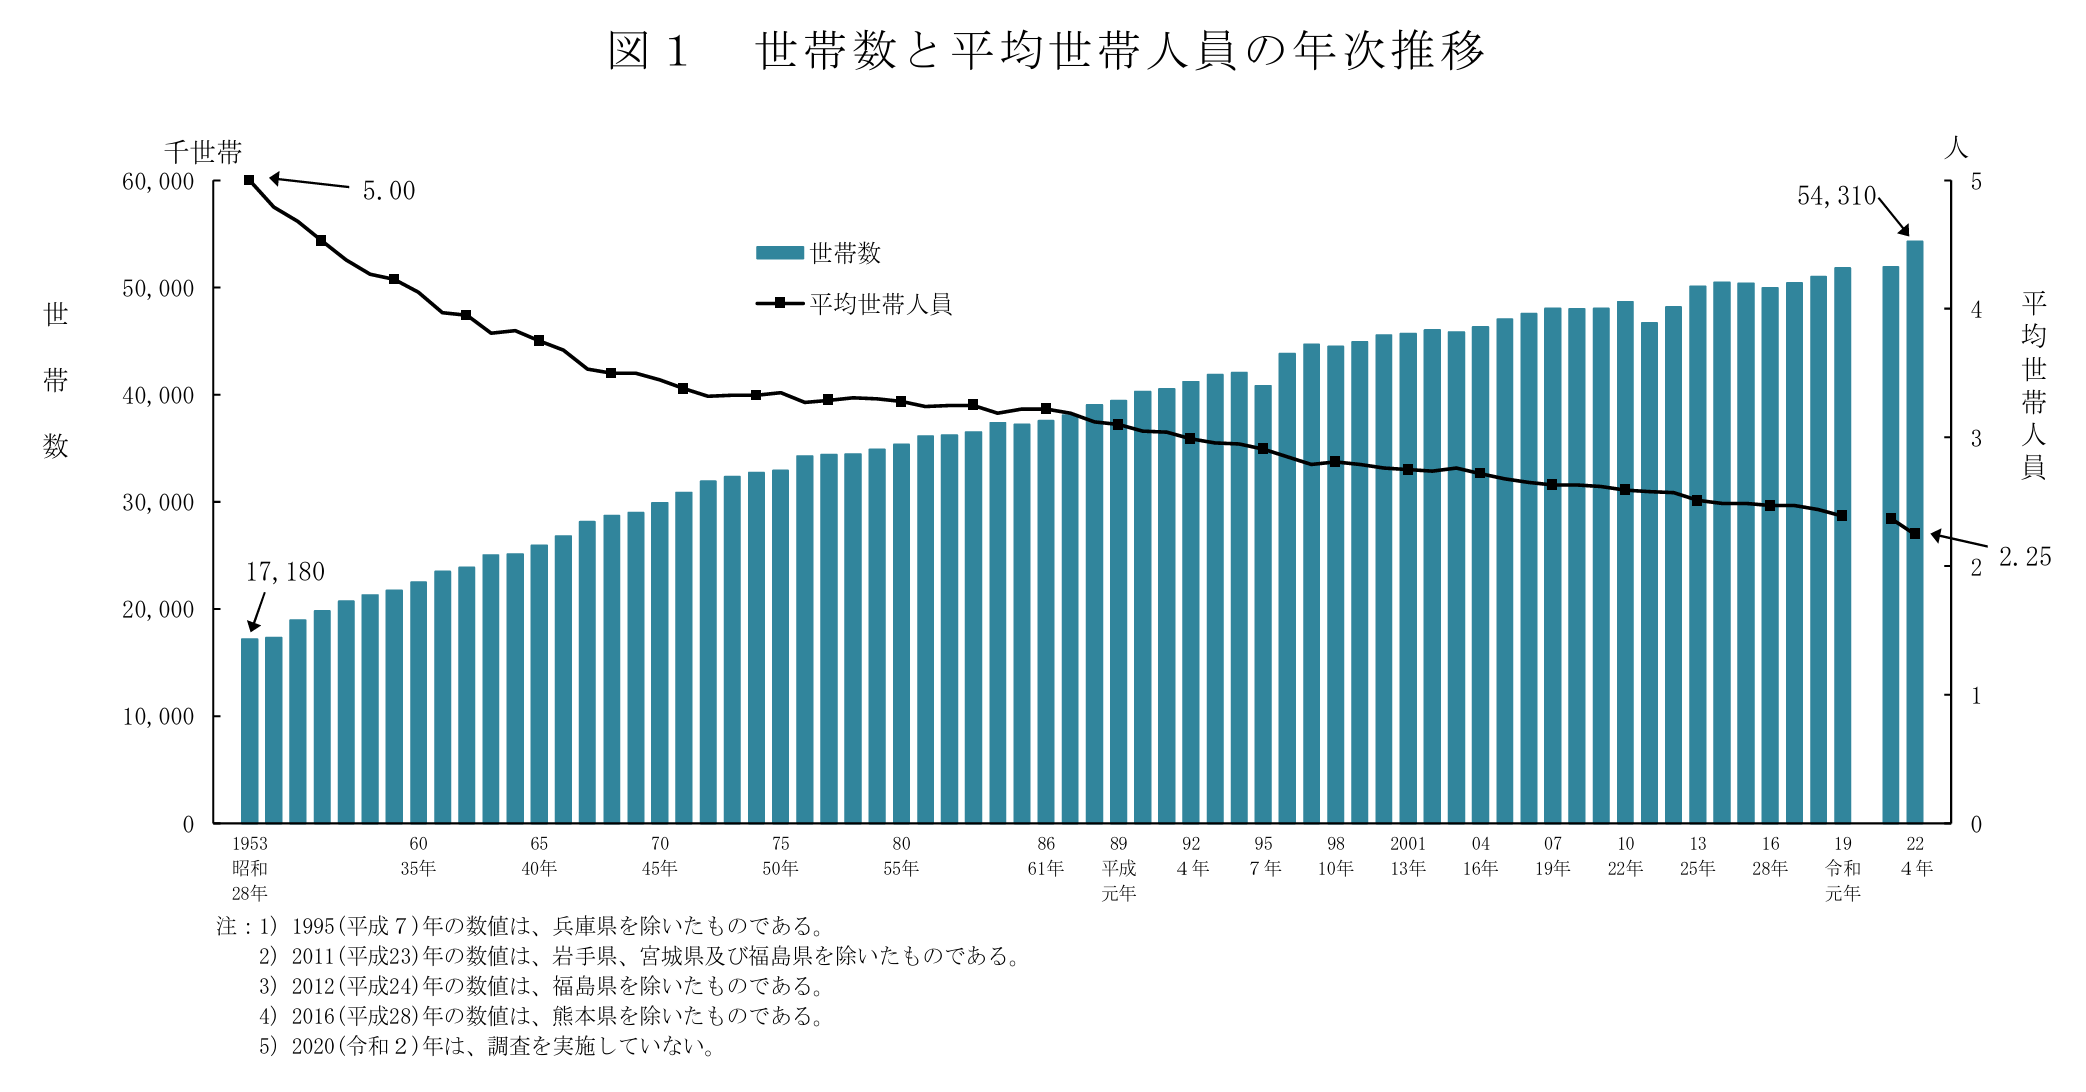 図１　世帯数と平均世帯人員の年次推移
千世帯
人
60,000
50,000
40,000
30,000
20,000
10,000
0
世帯数
5.00
17,180
世帯数
平均世帯人員
54,310
2.25
5
4
3
2
1
0
平均世帯人員
1953 60 65 70 75 80 86 89 92 95 98 2001 04 07 10 13 16 19 22
昭和 35年 40年 45年 50年 55年 61年 平成 ４年 ７年 10年 13年 16年 19年 22年 25年 28年 令和 ４年
28年 元年 元年
注：1) 1995(平成７)年の数値は、兵庫県を除いたものである。
2) 2011(平成23)年の数値は、岩手県、宮城県及び福島県を除いたものである。
3) 2012(平成24)年の数値は、福島県を除いたものである。
4) 2016(平成28)年の数値は、熊本県を除いたものである。
5) 2020(令和２)年は、調査を実施していない。